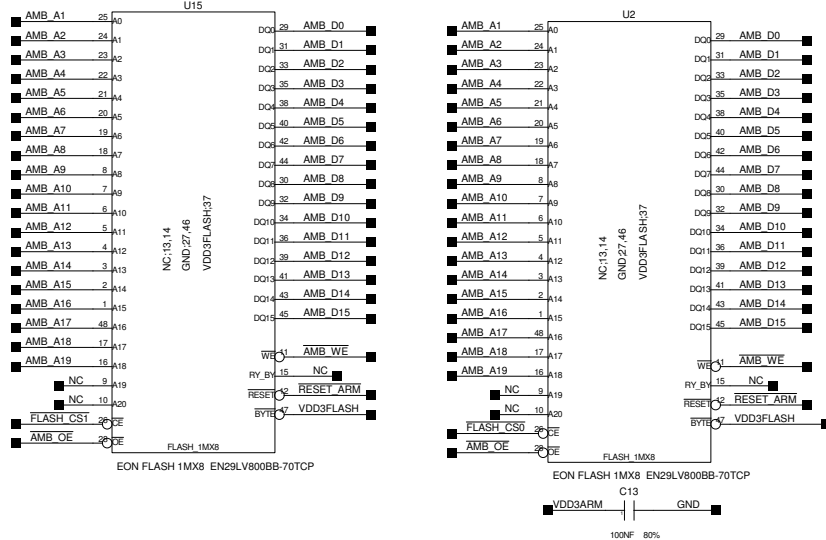 U15
AMB_A1 25 A0
AMB_A2 24 A1
AMB_A3 23 A2
AMB_A4 22 A3
AMB_A5 21 A4
AMB_A6 20 A5
AMB_A7 19 A6
AMB_A8 18 A7
AMB_A9 8 A8
AMB_A10 7 A9
AMB_A11 6 A10
AMB_A12 5 A11
AMB_A13 4 A12
AMB_A14 3 A13
AMB_A15 2 A14
AMB_A16 1 A15
AMB_A17 48 A16
AMB_A18 17 A17
AMB_A19 16 A18
NC 9 A19
NC 10 A20
FLASH_CS1 26 CE
AMB_OE 28 OE
NC;13,14
GND;27,46
VDD3FLASH;37
DQ0 29 AMB_D0
DQ1 31 AMB_D1
DQ2 33 AMB_D2
DQ3 35 AMB_D3
DQ4 38 AMB_D4
DQ5 40 AMB_D5
DQ6 42 AMB_D6
DQ7 44 AMB_D7
DQ8 30 AMB_D8
DQ9 32 AMB_D9
DQ10 34 AMB_D10
DQ11 36 AMB_D11
DQ12 39 AMB_D12
DQ13 41 AMB_D13
DQ14 43 AMB_D14
DQ15 45 AMB_D15
WE 11 AMB_WE
RY_BY 15 NC
RESET 12 RESET_ARM
BYTE 47 VDD3FLASH
FLASH_1MX8
EON FLASH 1MX8 EN29LV800BB-70TCP
U2
AMB_A1 25 A0
AMB_A2 24 A1
AMB_A3 23 A2
AMB_A4 22 A3
AMB_A5 21 A4
AMB_A6 20 A5
AMB_A7 19 A6
AMB_A8 18 A7
AMB_A9 8 A8
AMB_A10 7 A9
AMB_A11 6 A10
AMB_A12 5 A11
AMB_A13 4 A12
AMB_A14 3 A13
AMB_A15 2 A14
AMB_A16 1 A15
AMB_A17 48 A16
AMB_A18 17 A17
AMB_A19 16 A18
NC 9 A19
NC 10 A20
FLASH_CS0 26 CE
AMB_OE 28 OE
NC;13,14
GND;27,46
VDD3FLASH;37
DQ0 29 AMB_D0
DQ1 31 AMB_D1
DQ2 33 AMB_D2
DQ3 35 AMB_D3
DQ4 38 AMB_D4
DQ5 40 AMB_D5
DQ6 42 AMB_D6
DQ7 44 AMB_D7
DQ8 30 AMB_D8
DQ9 32 AMB_D9
DQ10 34 AMB_D10
DQ11 36 AMB_D11
DQ12 39 AMB_D12
DQ13 41 AMB_D13
DQ14 43 AMB_D14
DQ15 45 AMB_D15
WE 11 AMB_WE
RY_BY 15 NC
RESET 12 RESET_ARM
BYTE 47 VDD3FLASH
FLASH_1MX8
EON FLASH 1MX8 EN29LV800BB-70TCP
C13
VDD3ARM GND
100NF 80%